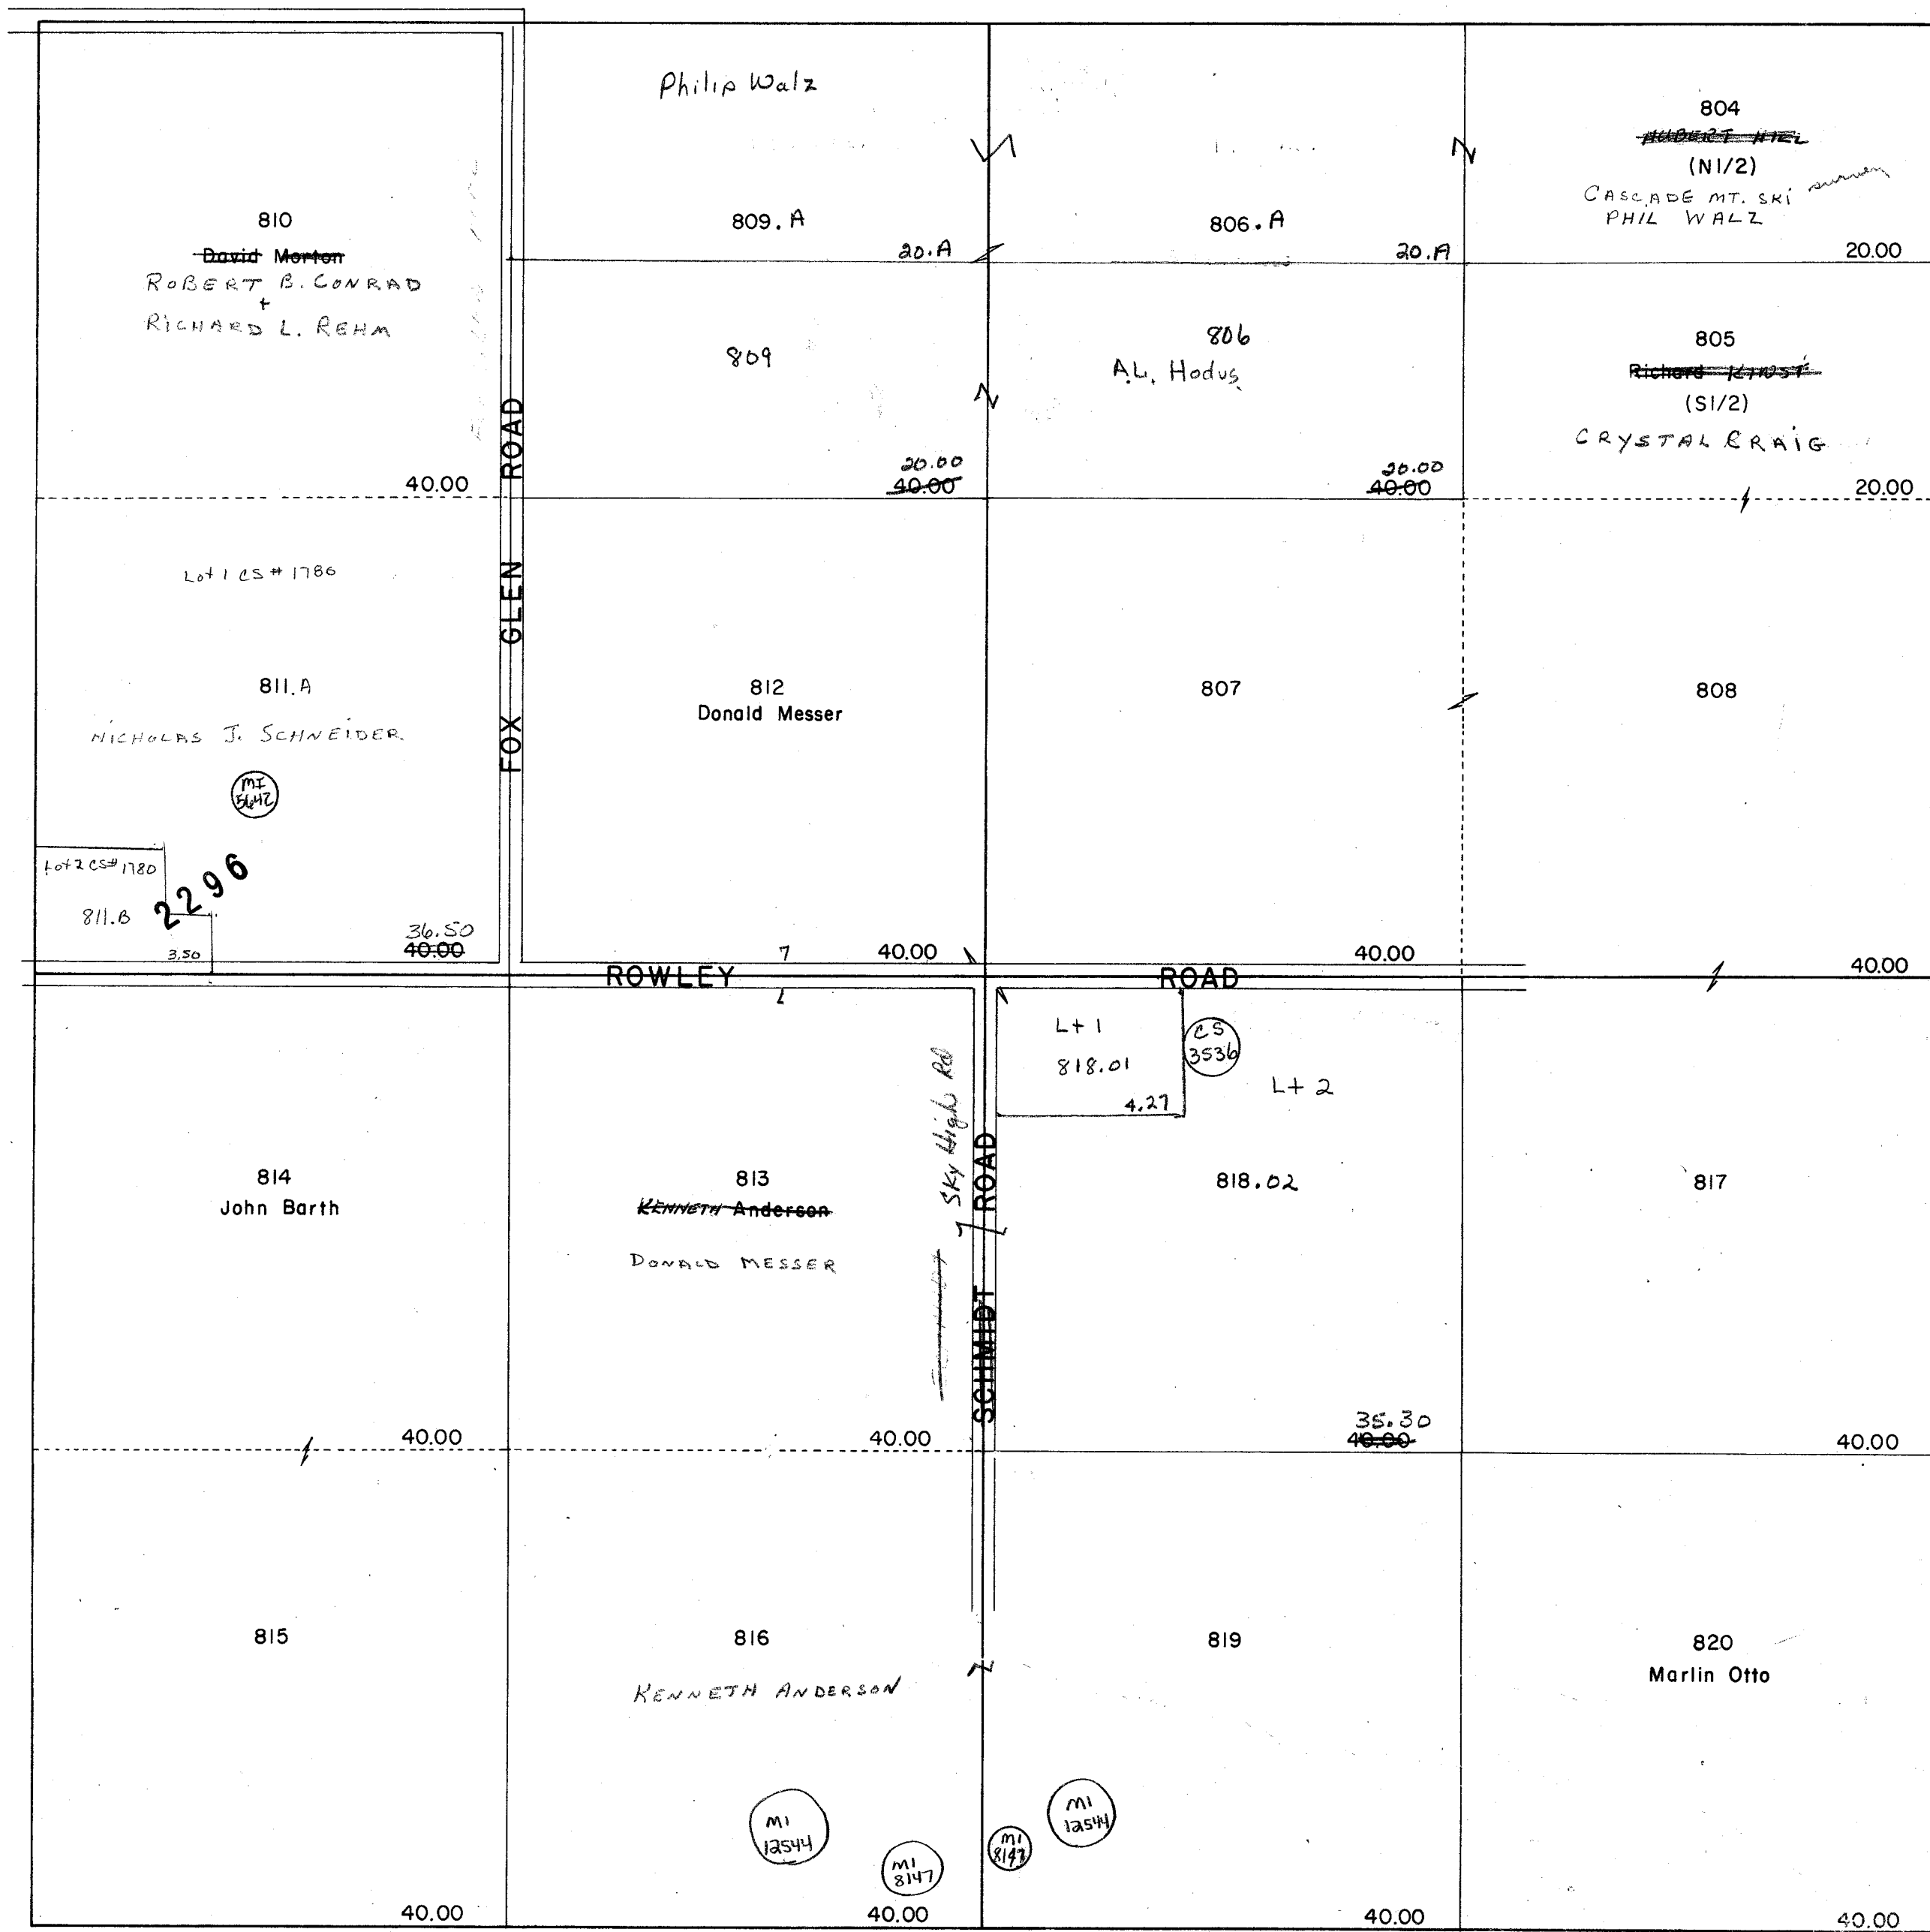 Philip Walz
804
HUBERT HILL
(N1/2)
CASCADE MT. SKI survey
PHIL WALZ
20.00
810
David Morton
ROBERT B. CONRAD
+
RICHARD L. REHM
40.00
809.A
20.A
806.A
20.A
809
20.00
40.00
806
A.L. Hodus
20.00
40.00
805
Richard
(S1/2)
CRYSTAL CRAIG
20.00
FOX GLEN ROAD
Lot 1 CS # 1780
811.A
NICHOLAS J. SCHNEIDER
MI
5642
Lot 2 CS# 1780
2296
811.B
3.50
36.50
40.00
812
Donald Messer
7
40.00
807
40.00
808
40.00
ROWLEY ROAD
L
Lt 1
818.01
4.27
CS
3536
Lt 2
818.02
35.30
40.00
Sky High Rd
SCHMIDT ROAD
814
John Barth
40.00
813
KENNETH Anderson
DONALD MESSER
40.00
817
40.00
815
40.00
816
KENNETH ANDERSON
MI
12544
MI
8147
40.00
819
MI
8147
MI
12544
40.00
820
Marlin Otto
40.00